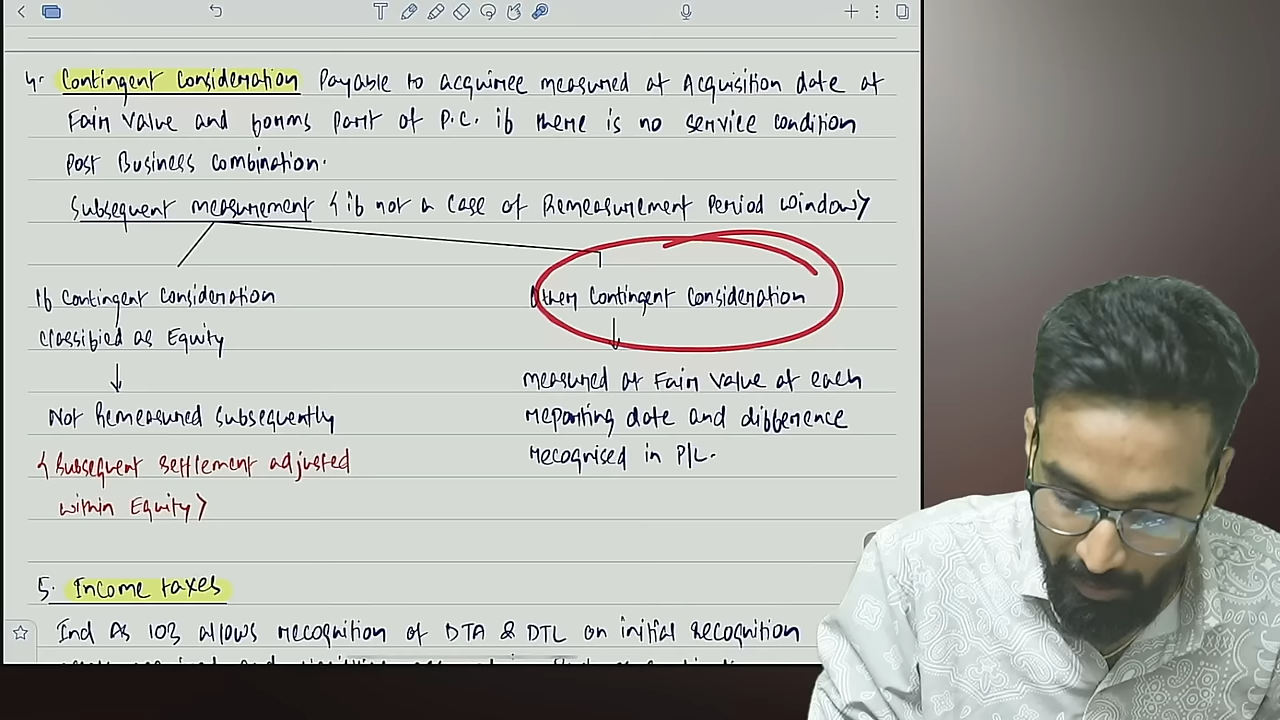 4. Contingent Consideration Payable to acquiree measured at Acquisition date at
Fair Value and forms part of P.C. if there is no service condition
post Business Combination.
Subsequent measurement {if not a case of Remeasurement Period Window}
If Contingent Consideration
Classified as Equity
Not Remeasured Subsequently
{Subsequent settlement adjusted
within Equity}
Other Contingent Consideration
measured at Fair Value at each
reporting date and difference
recognised in P/L.
5. Income taxes
Ind AS 103 allows recognition of DTA & DTL on initial recognition